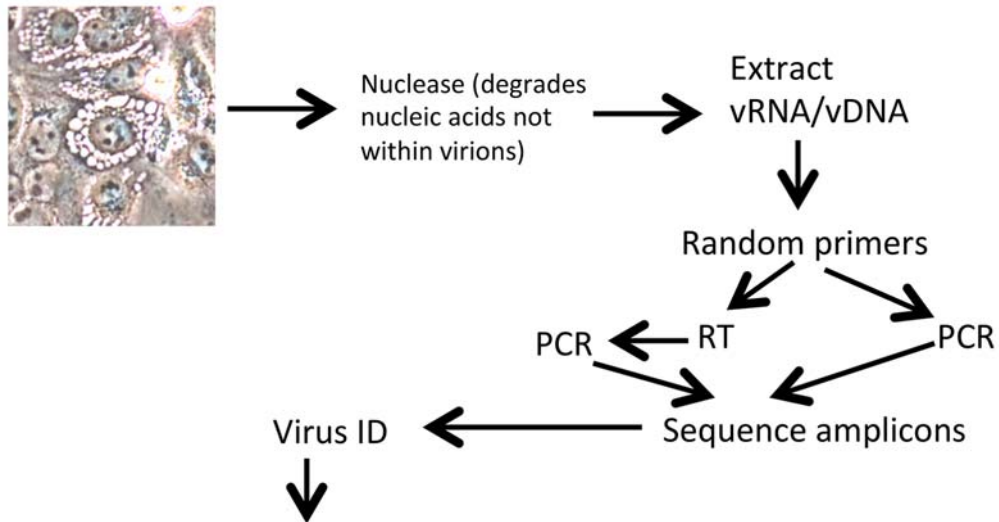 Nuclease (degrades
nucleic acids not
within virions)
Extract
vRNA/vDNA
Random primers
PCR
RT
PCR
Sequence amplicons
Virus ID